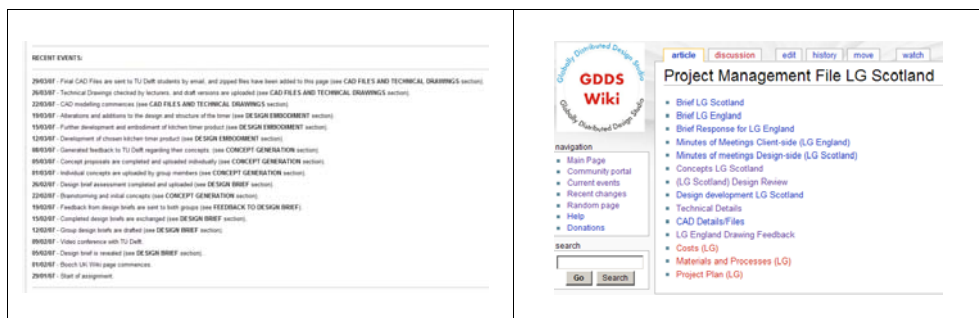 RECENT EVENTS:
29/03/07 - Final CAD Files are sent to TU Delft students by email, and zipped files have been added to this page (see CAD FILES AND TECHNICAL DRAWINGS section).
26/03/07 - Technical Drawings checked by lecturers, and draft versions are uploaded (see CAD FILES AND TECHNICAL DRAWINGS section).
22/03/07 - CAD modelling commences (see CAD FILES AND TECHNICAL DRAWINGS section).
19/03/07 - Alterations and additions to the design and structure of the timer (see DESIGN EMBODIMENT section).
15/03/07 - Further development and embodiment of chosen kitchen timer product (see DESIGN EMBODIMENT section).
12/03/07 - Development of chosen kitchen timer product (see DESIGN EMBODIMENT section).
08/03/07 - Generated feedback to TU Delft regarding their concepts. (see CONCEPT GENERATION section).
05/03/07 - Concept proposals are completed and uploaded individually (see CONCEPT GENERATION section).
01/03/07 - Individual concepts are uploaded by group members (see CONCEPT GENERATION section).
26/02/07 - Design brief assessment completed and uploaded (see DESIGN BRIEF section).
22/02/07 - Brainstorming and initial concepts (see CONCEPT GENERATION section).
19/02/07 - Feedback from design briefs are sent to both groups (see FEEDBACK TO DESIGN BRIEF).
15/02/07 - Completed design briefs are exchanged (see DESIGN BRIEF section).
12/02/07 - Group design briefs are drafted (see DESIGN BRIEF section).
09/02/07 - Video conference with TU Delft.
05/02/07 - Design brief is revealed (see DESIGN BRIEF section).
01/02/07 - Bosch UK Wiki page commences.
29/01/07 - Start of assignment.
Globally Distributed Design Studio
GDDS
Wiki
Globally Distributed Design Studio
navigation
Main Page
Community portal
Current events
Recent changes
Random page
Help
Donations
search
Go Search
article discussion edit history move watch
Project Management File LG Scotland
Brief LG Scotland
Brief LG England
Brief Response for LG England
Minutes of Meetings Client-side (LG England)
Minutes of meetings Design-side (LG Scotland)
Concepts LG Scotland
(LG Scotland) Design Review
Design development LG Scotland
Technical Details
CAD Details/Files
LG England Drawing Feedback
Costs (LG)
Materials and Processes (LG)
Project Plan (LG)